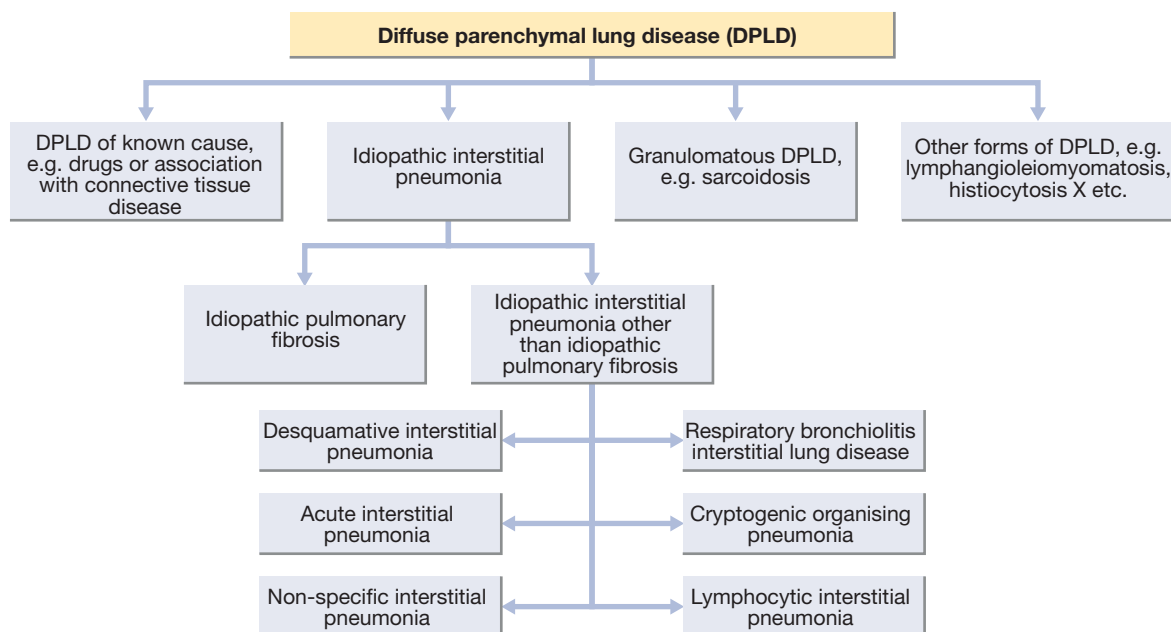 Diffuse parenchymal lung disease (DPLD)
DPLD of known cause,
e.g. drugs or association
with connective tissue
disease
Idiopathic interstitial
pneumonia
Granulomatous DPLD,
e.g. sarcoidosis
Other forms of DPLD, e.g.
lymphangioleiomyomatosis,
histiocytosis X etc.
Idiopathic pulmonary
fibrosis
Idiopathic interstitial
pneumonia other
than idiopathic
pulmonary fibrosis
Desquamative interstitial
pneumonia
Respiratory bronchiolitis
interstitial lung disease
Acute interstitial
pneumonia
Cryptogenic organising
pneumonia
Non-specific interstitial
pneumonia
Lymphocytic interstitial
pneumonia